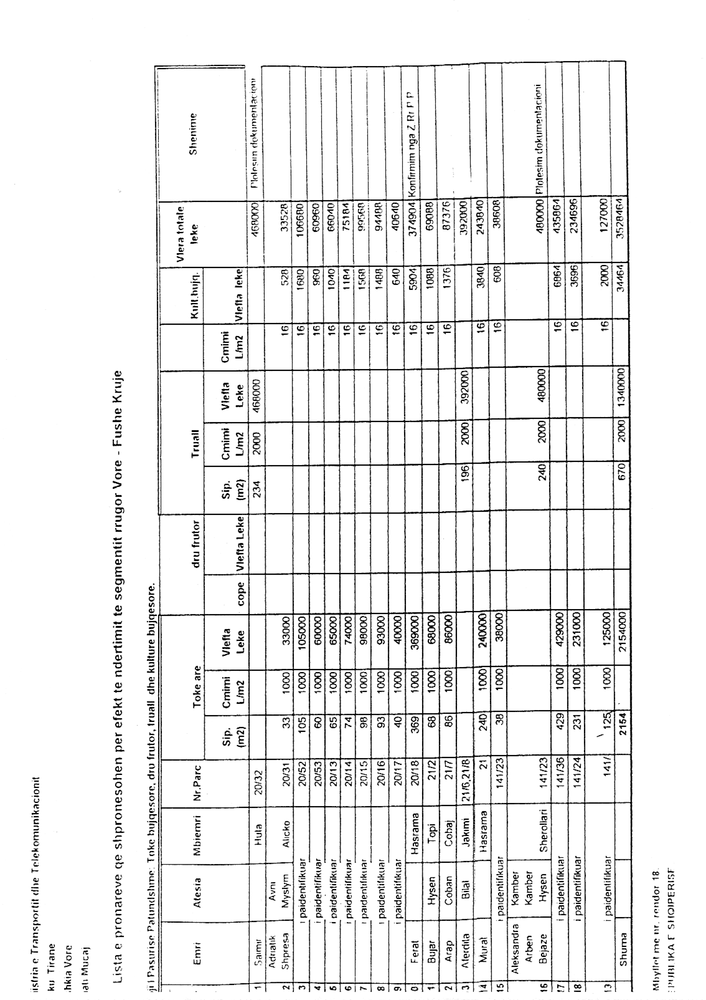 istria e Transportit dhe Telekomunikacionit
ku Tirane
hkia Vore
ati Mucaj
Lista e pronareve qe shpronesohen per efekt te ndertimit te segmentit rrugor Vore - Fushe Kruje
ji i Pasurise Patundshme: Toke bujqesore, dru frutor, truall dhe kulture bujqesore.
Emri Atesia Mbiemri Nr.Parc Toke are dru frutor Truall Kult.bujq. Vlera totale leke Shenime
Sip. (m2) Cmimi L/m2 Vlefta Leke cope Vlefta Leke Sip. (m2) Cmimi L/m2 Vlefta Leke Cmimi L/m2 Vlefta leke
1 Saimir Hula 20/32 234 2000 468000 468000 Plotesim dokumentacioni
Adriatik Avni
2 Shpresa Myslym Alicko 20/31 33 1000 33000 16 528 33528
3 i paidentifikuar 20/52 105 1000 105000 16 1680 106680
4 i paidentifikuar 20/53 60 1000 60000 16 960 60960
5 i paidentifikuar 20/13 65 1000 65000 16 1040 66040
6 i paidentifikuar 20/14 74 1000 74000 16 1184 75184
7 i paidentifikuar 20/15 98 1000 98000 16 1568 99568
8 i paidentifikuar 20/16 93 1000 93000 16 1488 94488
9 i paidentifikuar 20/17 40 1000 40000 16 640 40640
0 Ferat Hasrama 20/18 369 1000 369000 16 5904 374904 Konfirmim nga Z Rr P P
1 Bujar Hysen Topi 21/2 68 1000 68000 16 1088 69088
2 Arap Coban Cobaj 21/7 86 1000 86000 16 1376 87376
3 Aferdita Bilal Jakimi 21/6,21/8 196 2000 392000 392000
14 Murat Hasrama 21 240 1000 240000 16 3840 243840
15 i paidentifikuar 141/23 38 1000 38000 16 608 38608
Aleksandra Kamber
Arben Kamber
16 Bejaze Hysen Sherollari 141/23 240 2000 480000 480000 Plotesim dokumentacioni
17 i paidentifikuar 141/36 429 1000 429000 16 6864 435864
18 i paidentifikuar 141/24 231 1000 231000 16 3696 234696
13 i paidentifikuar 141/ 125 1000 125000 16 2000 127000
Shuma 2154 2154000 670 2000 1340000 34464 3528464
Mbyllet me nr. rendor 18.
EPUBLIKA E SHQIPERISE